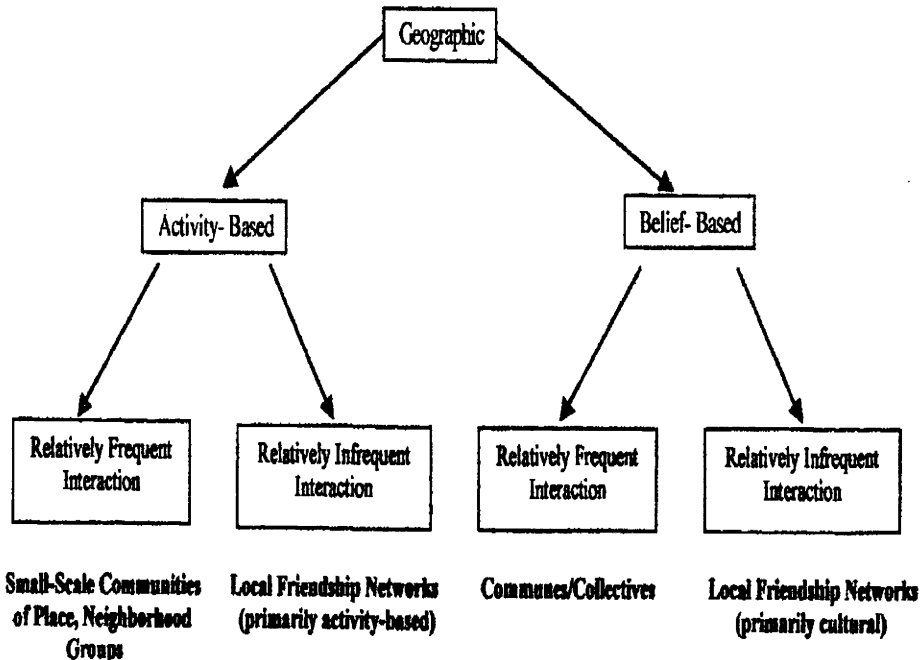 Geographic
Activity- Based
Belief- Based
Relatively Frequent
Interaction
Relatively Infrequent
Interaction
Relatively Frequent
Interaction
Relatively Infrequent
Interaction
Small-Scale Communities
of Place, Neighborhood
Groups
Local Friendship Networks
(primarily activity-based)
Communes/Collectives
Local Friendship Networks
(primarily cultural)